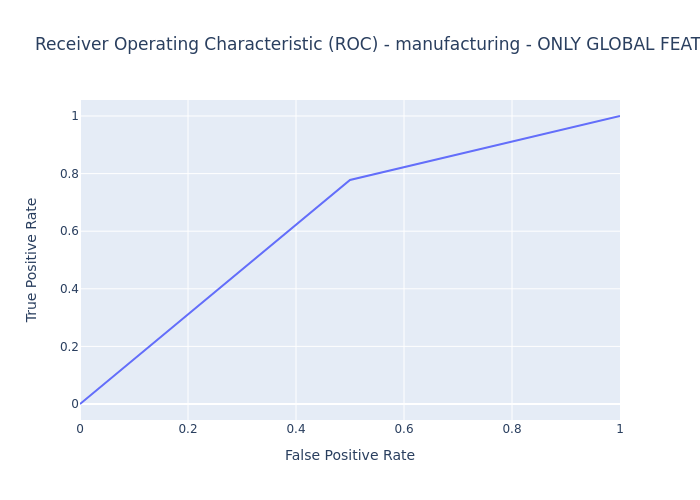 Receiver Operating Characteristic (ROC) - manufacturing - ONLY GLOBAL FEAT
1
0.8
0.6
0.4
0.2
0
True Positive Rate
0 0.2 0.4 0.6 0.8 1
False Positive Rate